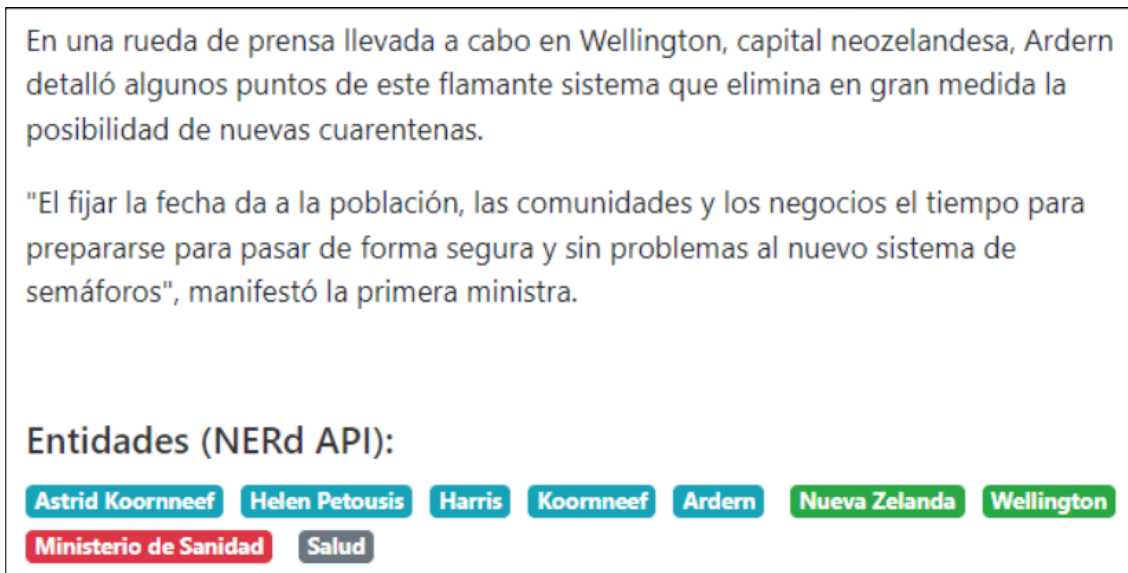 En una rueda de prensa llevada a cabo en Wellington, capital neozelandesa, Ardern
detalló algunos puntos de este flamante sistema que elimina en gran medida la
posibilidad de nuevas cuarentenas.
"El fijar la fecha da a la población, las comunidades y los negocios el tiempo para
prepararse para pasar de forma segura y sin problemas al nuevo sistema de
semáforos", manifestó la primera ministra.
Entidades (NERd API):
Astrid Koornneef Helen Petousis Harris Koornneef Ardern Nueva Zelanda Wellington
Ministerio de Sanidad Salud